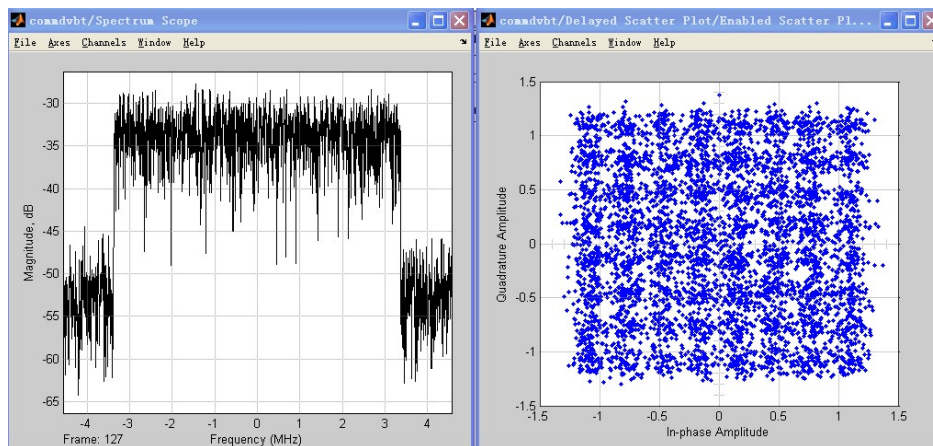 commdvbt/Spectrum Scope
File Axes Channels Window Help
-30
-35
-40
-45
-50
-55
-60
-65
Magnitude, dB
-4 -3 -2 -1 0 1 2 3 4
Frame: 127 Frequency (MHz)
commdvbt/Delayed Scatter Plot/Enabled Scatter Pl...
File Axes Channels Window Help
1.5
1
0.5
0
-0.5
-1
-1.5
Quadrature Amplitude
-1.5 -1 -0.5 0 0.5 1 1.5
In-phase Amplitude